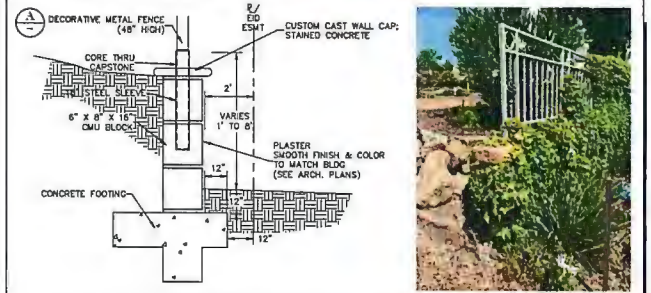 A
DECORATIVE METAL FENCE
(48" HIGH)
R/
EID
ESMT
CUSTOM CAST WALL CAP;
STAINED CONCRETE
CORE THRU
CAPSTONE
STEEL SLEEVE
2'
6" X 8" X 16"
CMU BLOCK
VARIES
1' TO 8'
PLASTER
SMOOTH FINISH & COLOR
TO MATCH BLDG
(SEE ARCH. PLANS)
12"
CONCRETE FOOTING
12"
12"